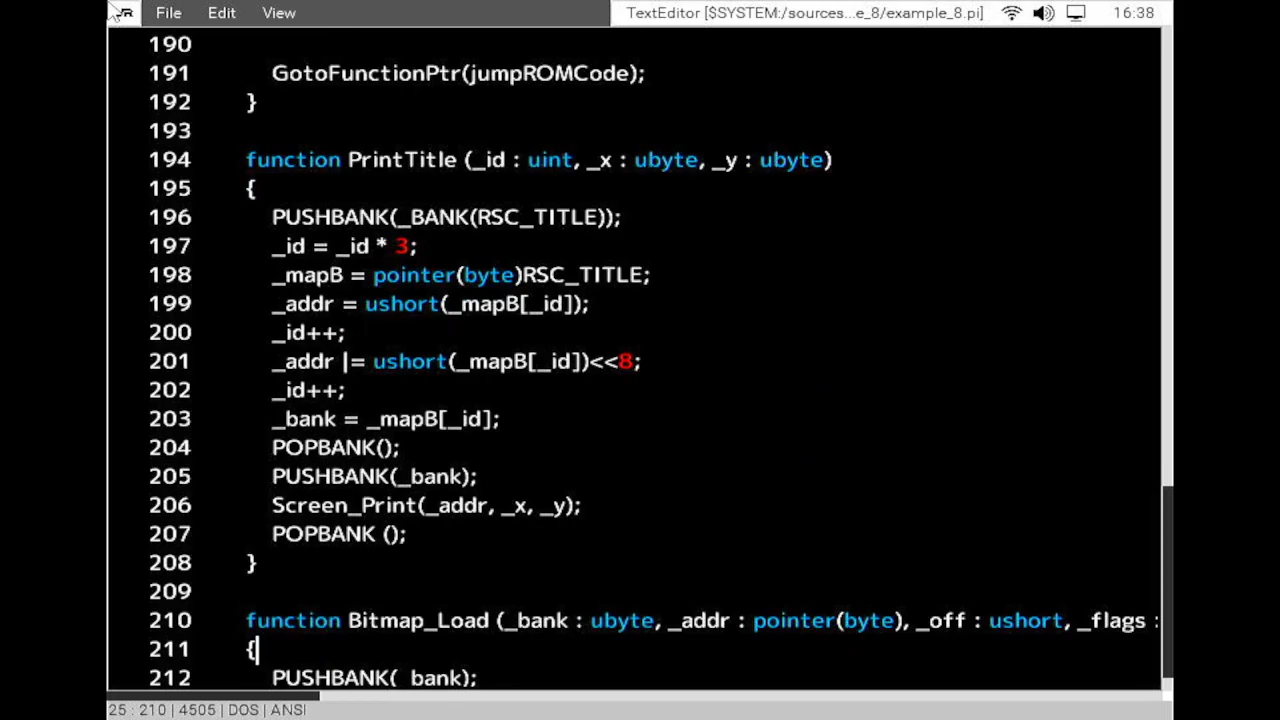 File Edit View TextEditor [$SYSTEM:/sources...e_8/example_8.pi] 16:38
190
191 GotoFunctionPtr(jumpROMCode);
192 }
193
194 function PrintTitle (_id : uint, _x : ubyte, _y : ubyte)
195 {
196 PUSHBANK(_BANK(RSC_TITLE));
197 _id = _id * 3;
198 _mapB = pointer(byte)RSC_TITLE;
199 _addr = ushort(_mapB[_id]);
200 _id++;
201 _addr |= ushort(_mapB[_id])<<8;
202 _id++;
203 _bank = _mapB[_id];
204 POPBANK();
205 PUSHBANK(_bank);
206 Screen_Print(_addr, _x, _y);
207 POPBANK ();
208 }
209
210 function Bitmap_Load (_bank : ubyte, _addr : pointer(byte), _off : ushort, _flags :
211 {
212 PUSHBANK(_bank);
25 : 210 | 4505 | DOS | ANSI